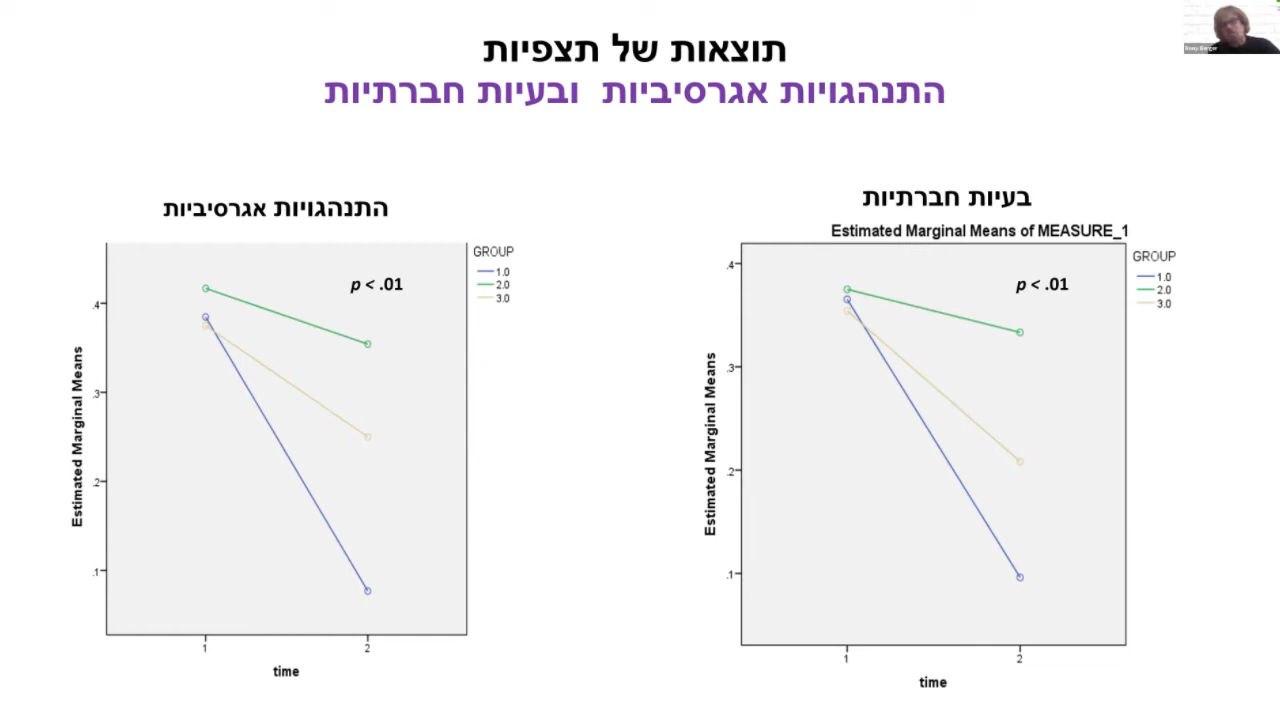 תוצאות של תצפיות
התנהגויות אגרסיביות ובעיות חברתיות
Rony Berger
בעיות חברתיות
Estimated Marginal Means of MEASURE_1
GROUP
1.0
2.0
3.0
p < .01
Estimated Marginal Means
.4
.3
.2
.1
1
2
time
התנהגויות אגרסיביות
GROUP
1.0
2.0
3.0
p < .01
Estimated Marginal Means
.4
.3
.2
.1
1
2
time